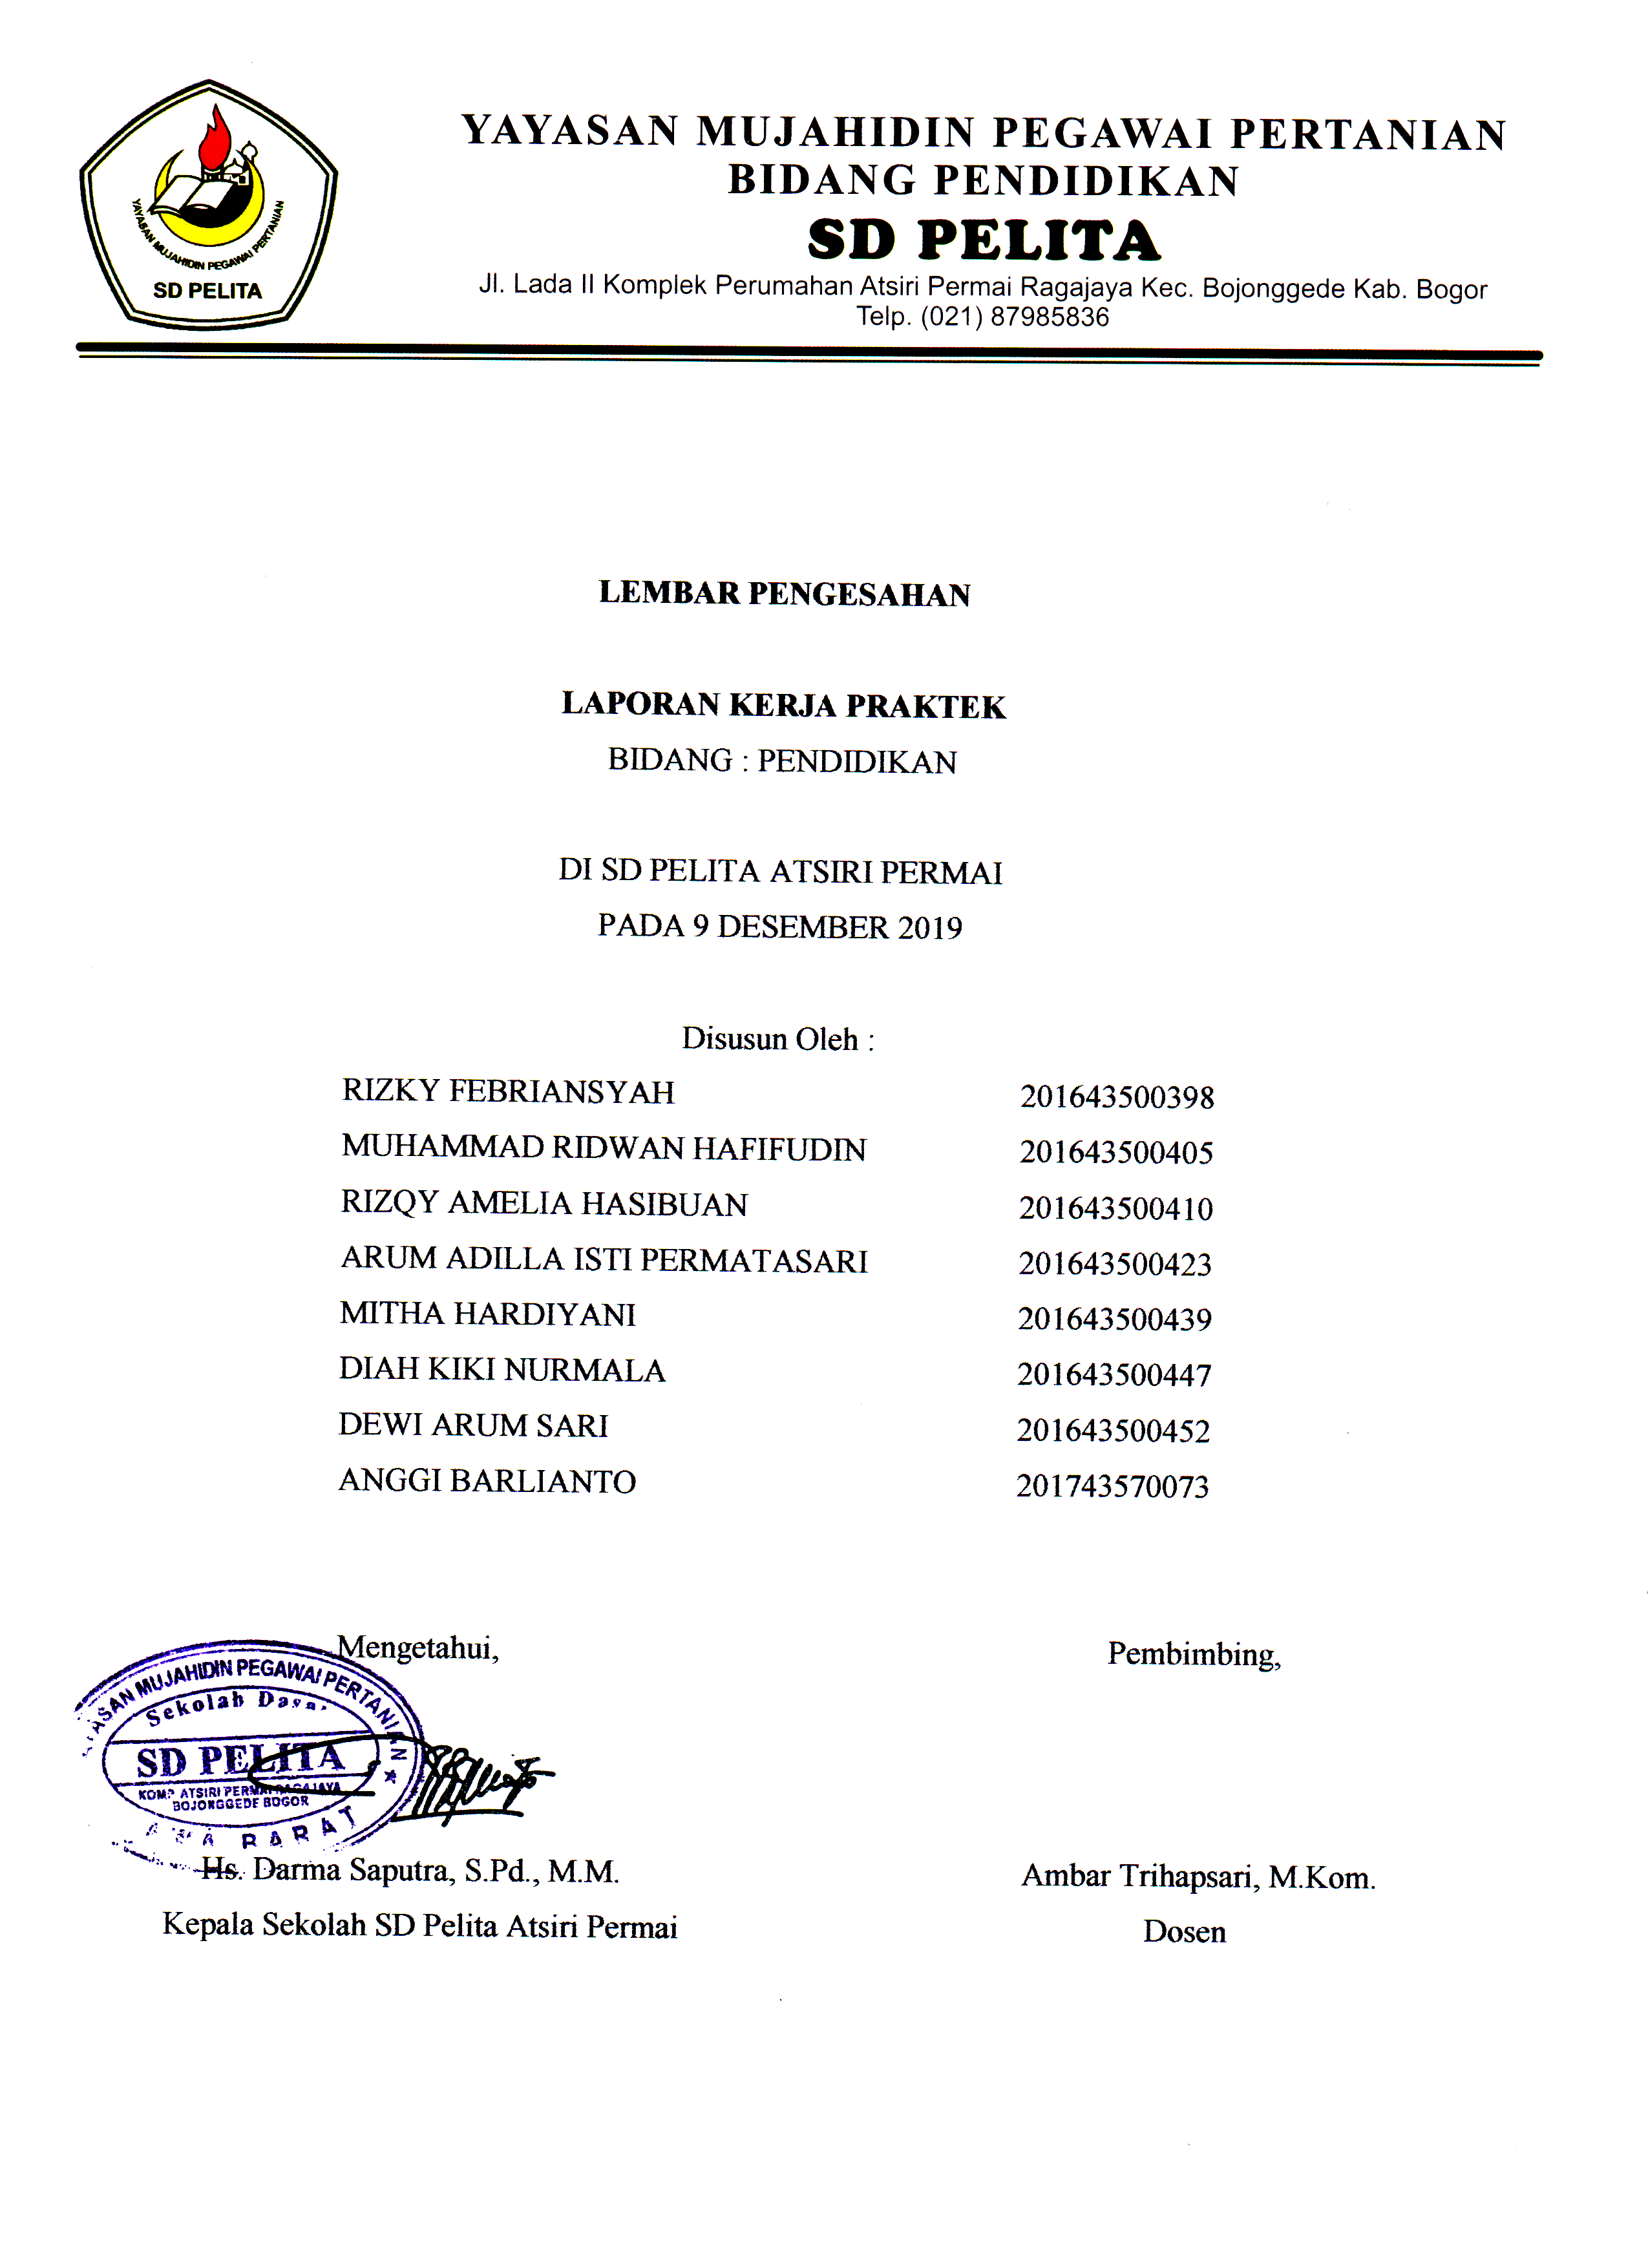 YAYASAN MUJAHIDIN PEGAWAI PERTANIAN
SD PELITA
YAYASAN MUJAHIDIN PEGAWAI PERTANIAN
BIDANG PENDIDIKAN
SD PELITA
Jl. Lada II Komplek Perumahan Atsiri Permai Ragajaya Kec. Bojonggede Kab. Bogor
Telp. (021) 87985836
LEMBAR PENGESAHAN
LAPORAN KERJA PRAKTEK
BIDANG : PENDIDIKAN
DI SD PELITA ATSIRI PERMAI
PADA 9 DESEMBER 2019
Disusun Oleh :
RIZKY FEBRIANSYAH 201643500398
MUHAMMAD RIDWAN HAFIFUDIN 201643500405
RIZQY AMELIA HASIBUAN 201643500410
ARUM ADILLA ISTI PERMATASARI 201643500423
MITHA HARDIYANI 201643500439
DIAH KIKI NURMALA 201643500447
DEWI ARUM SARI 201643500452
ANGGI BARLIANTO 201743570073
Mengetahui, Pembimbing,
MUJAHIDIN PEGAWAI PERTANIAN
Sekolah Dasar
SD PELITA
KOMP ATSIRI PERMAI RAGAJAYA
BOJONGGEDE BOGOR
BARAT
Hs. Darma Saputra, S.Pd., M.M. Ambar Trihapsari, M.Kom.
Kepala Sekolah SD Pelita Atsiri Permai Dosen